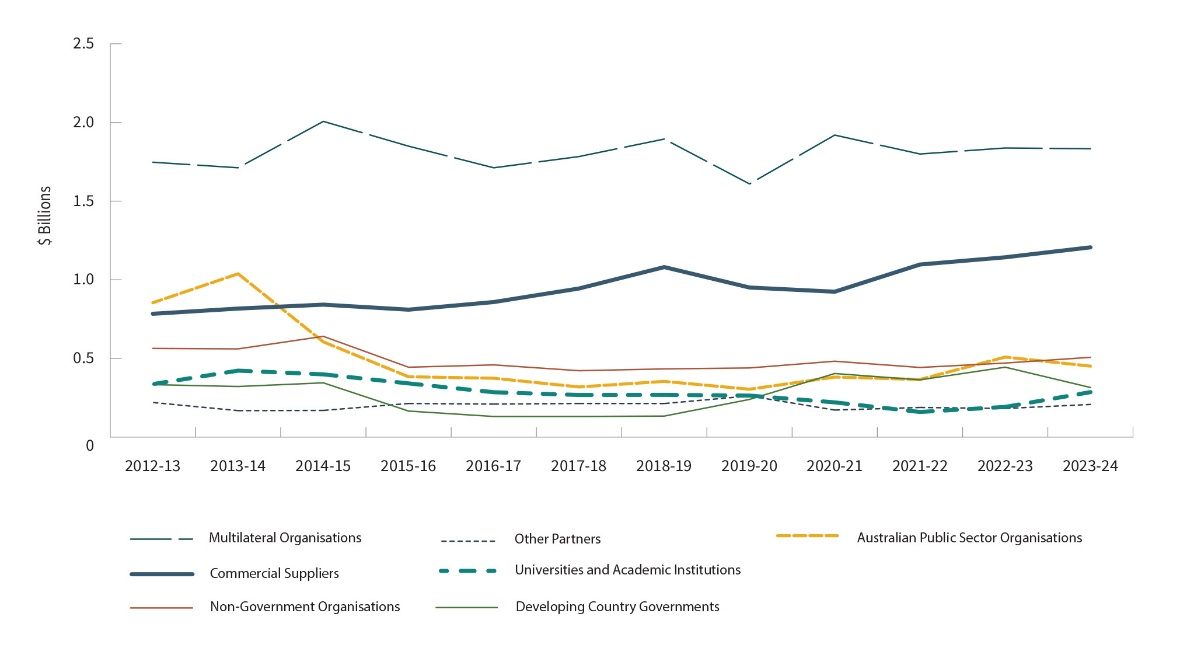 2.5
2.0
1.5
1.0
0.5
0
$ Billions
2012-13 2013-14 2014-15 2015-16 2016-17 2017-18 2018-19 2019-20 2020-21 2021-22 2022-23 2023-24
Multilateral Organisations Other Partners Australian Public Sector Organisations
Commercial Suppliers Universities and Academic Institutions
Non-Government Organisations Developing Country Governments